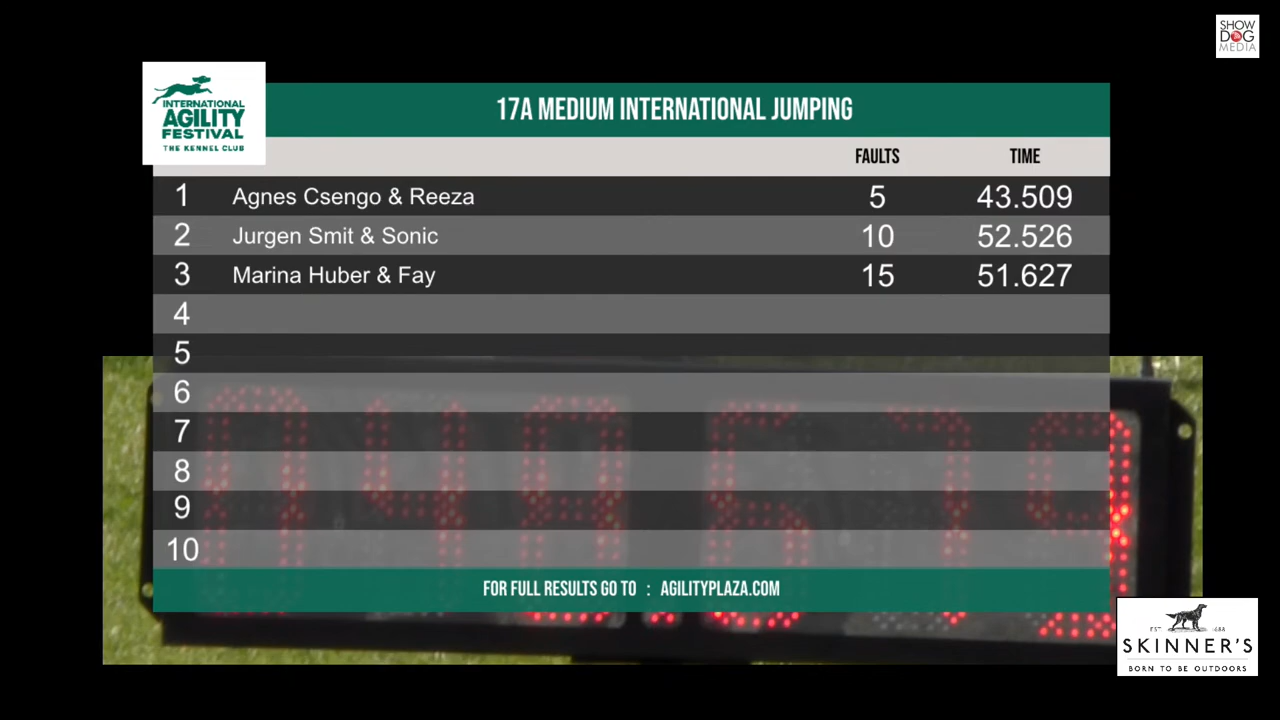 SHOW
DOG
MEDIA
INTERNATIONAL
AGILITY
FESTIVAL
THE KENNEL CLUB
17A MEDIUM INTERNATIONAL JUMPING
FAULTS TIME
1 Agnes Csengo & Reeza 5 43.509
2 Jurgen Smit & Sonic 10 52.526
3 Marina Huber & Fay 15 51.627
4
5
6
7
8
9
10
FOR FULL RESULTS GO TO : AGILITYPLAZA.COM
SKINNER'S
BORN TO BE OUTDOORS